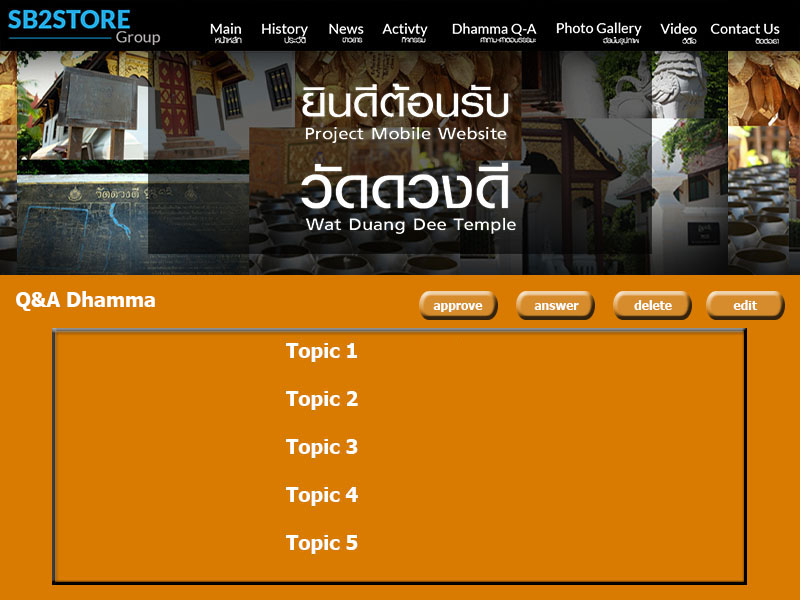 SB2STORE
Group
Main History News Activty Dhamma Q-A Photo Gallery Video Contact Us
หน้าหลัก ประวัติ ข่าวสาร กิจกรรม ถาม-ตอบธรรมะ อัลบั้มรูปภาพ วีดีโอ ติดต่อเรา
ยินดีต้อนรับ
Project Mobile Website
วัดดวงดี
วัดดวงดี
Wat Duang Dee Temple
Q&A Dhamma
approve answer delete edit
Topic 1
Topic 2
Topic 3
Topic 4
Topic 5